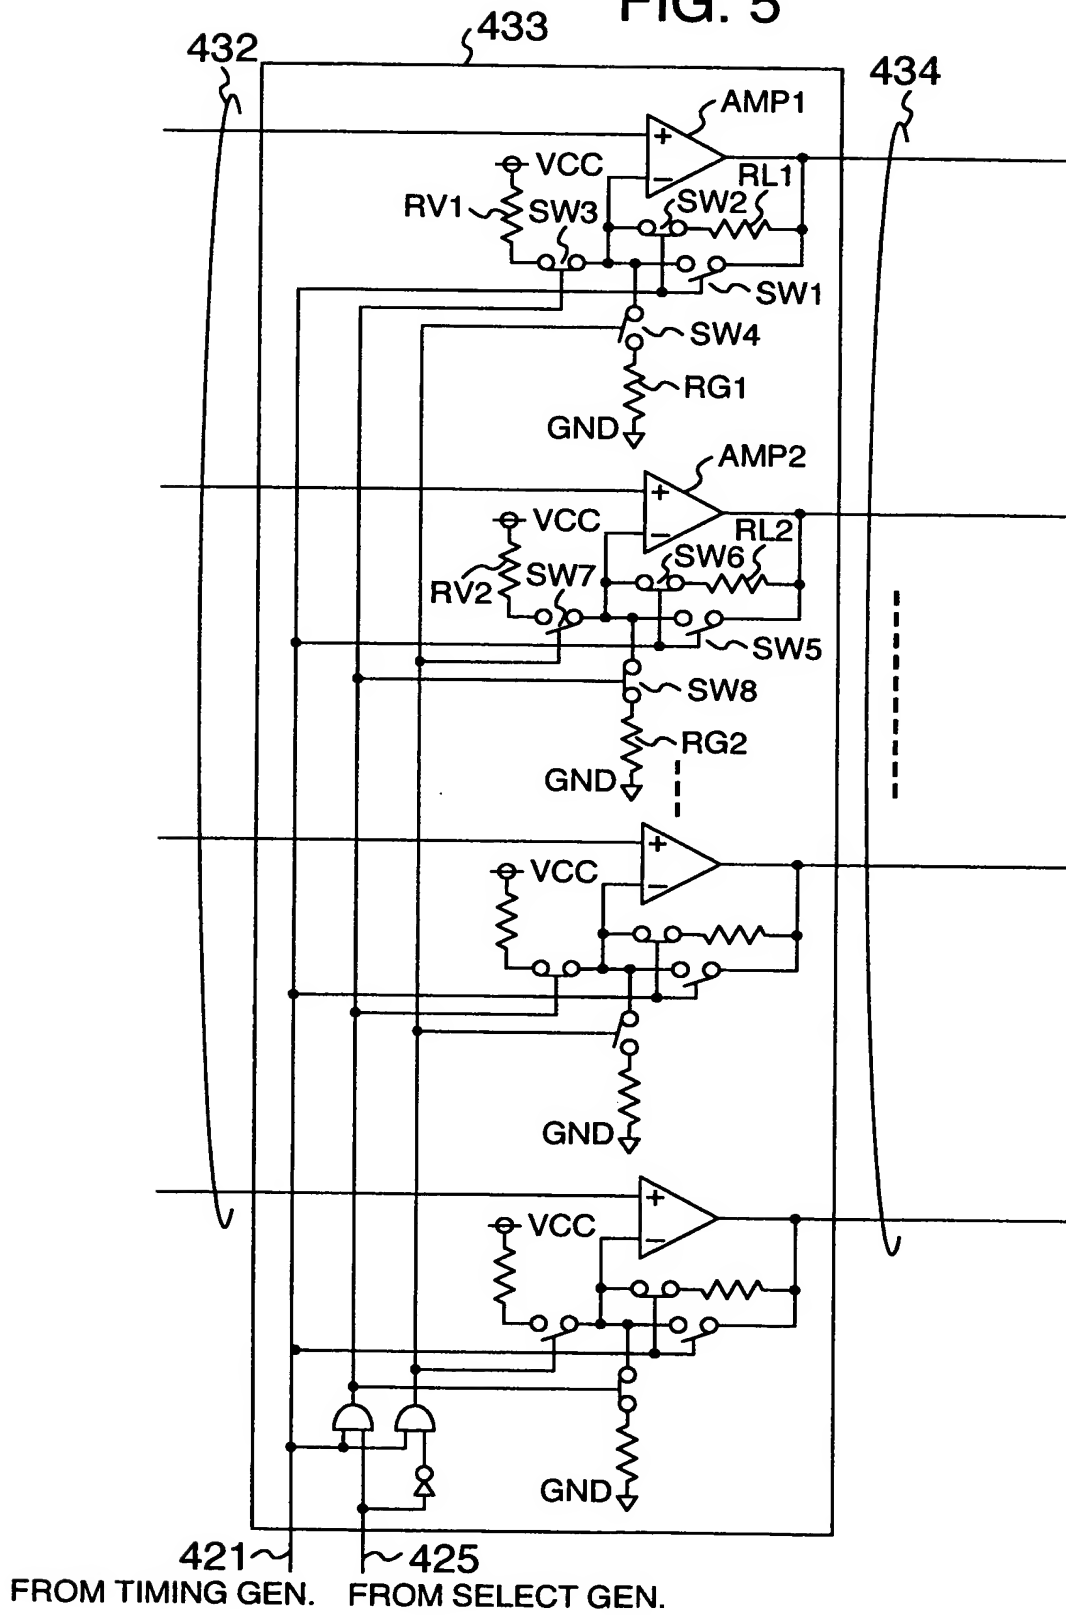 FIG. 5
433
432
434
AMP1
+
VCC
−
RL1
RV1
SW3
SW2
SW1
SW4
RG1
GND
AMP2
+
VCC
−
RL2
SW6
RV2
SW7
SW5
SW8
RG2
GND
+
VCC
−
GND
+
VCC
−
GND
421
425
FROM TIMING GEN.
FROM SELECT GEN.